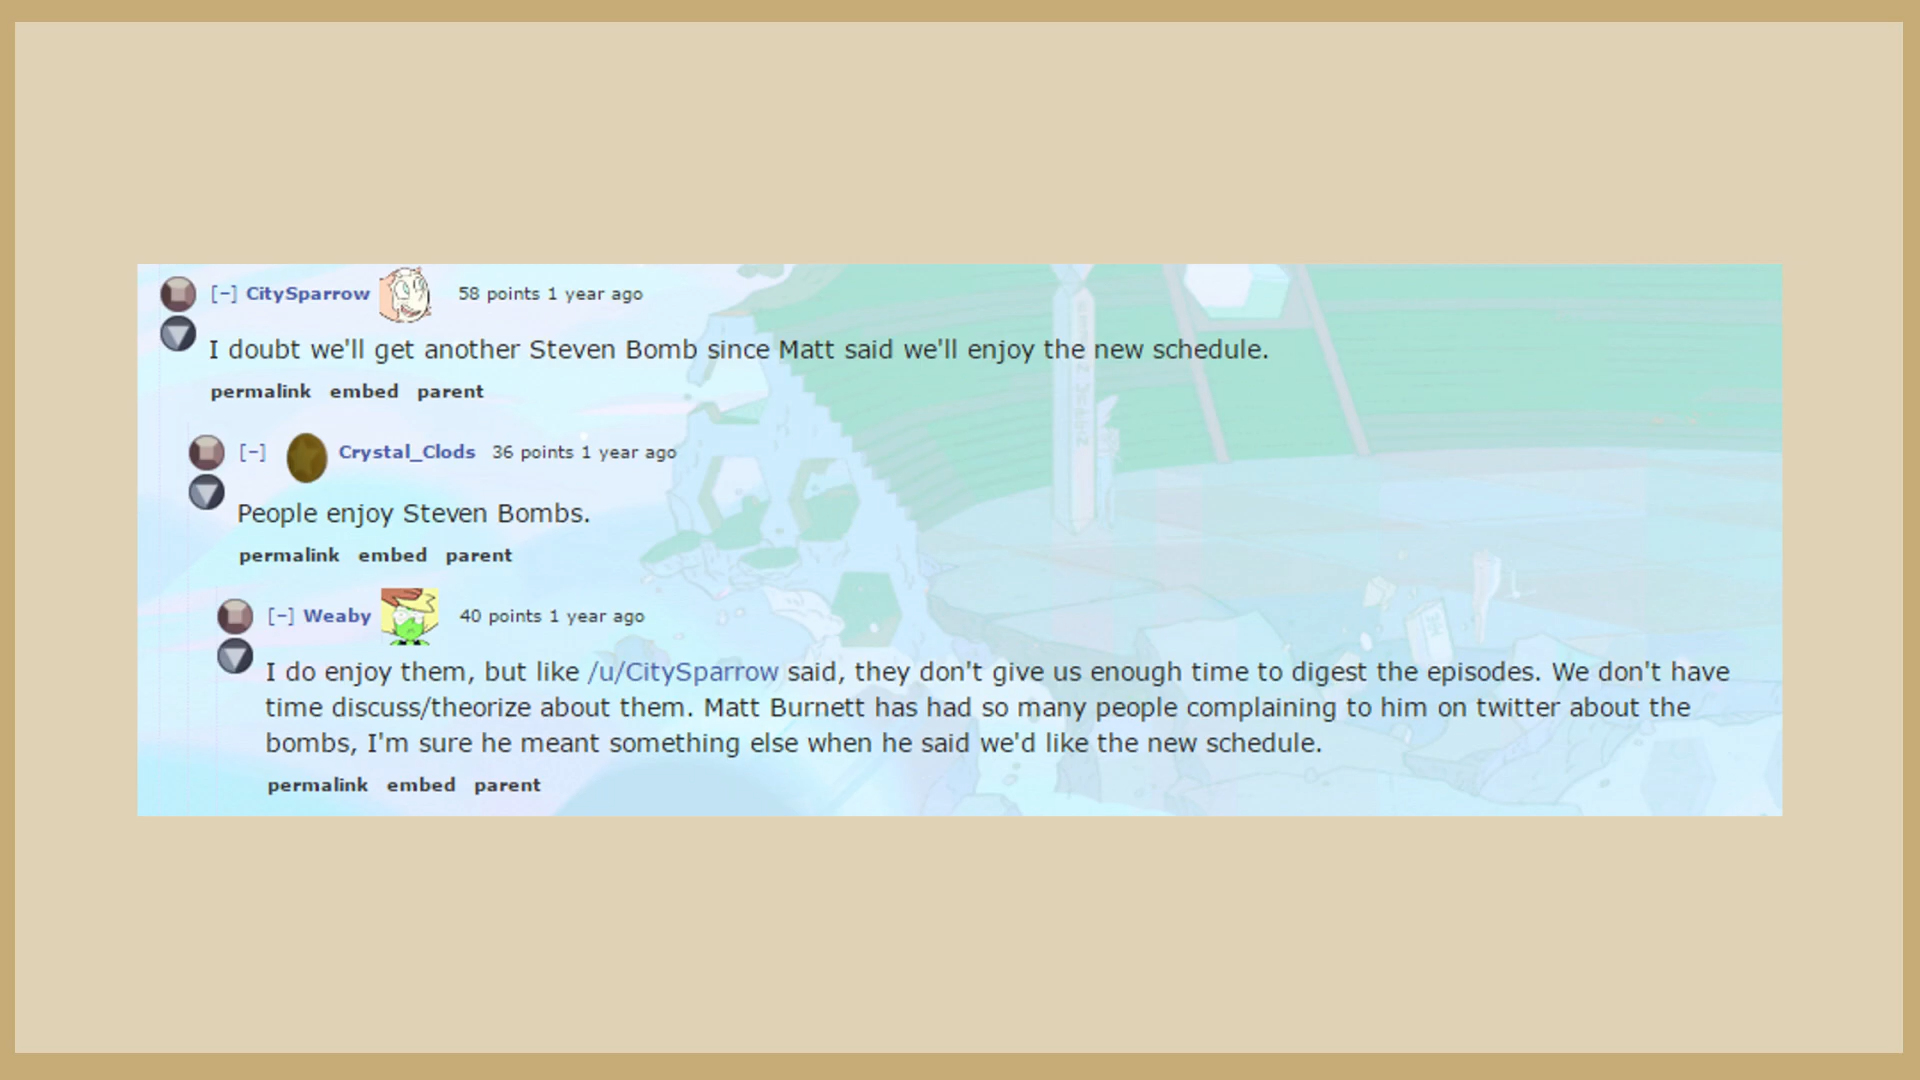 [-] CitySparrow 58 points 1 year ago
I doubt we'll get another Steven Bomb since Matt said we'll enjoy the new schedule.
permalink embed parent
[-] Crystal_Clods 36 points 1 year ago
People enjoy Steven Bombs.
permalink embed parent
[-] Weaby 40 points 1 year ago
I do enjoy them, but like /u/CitySparrow said, they don't give us enough time to digest the episodes. We don't have
time discuss/theorize about them. Matt Burnett has had so many people complaining to him on twitter about the
bombs, I'm sure he meant something else when he said we'd like the new schedule.
permalink embed parent